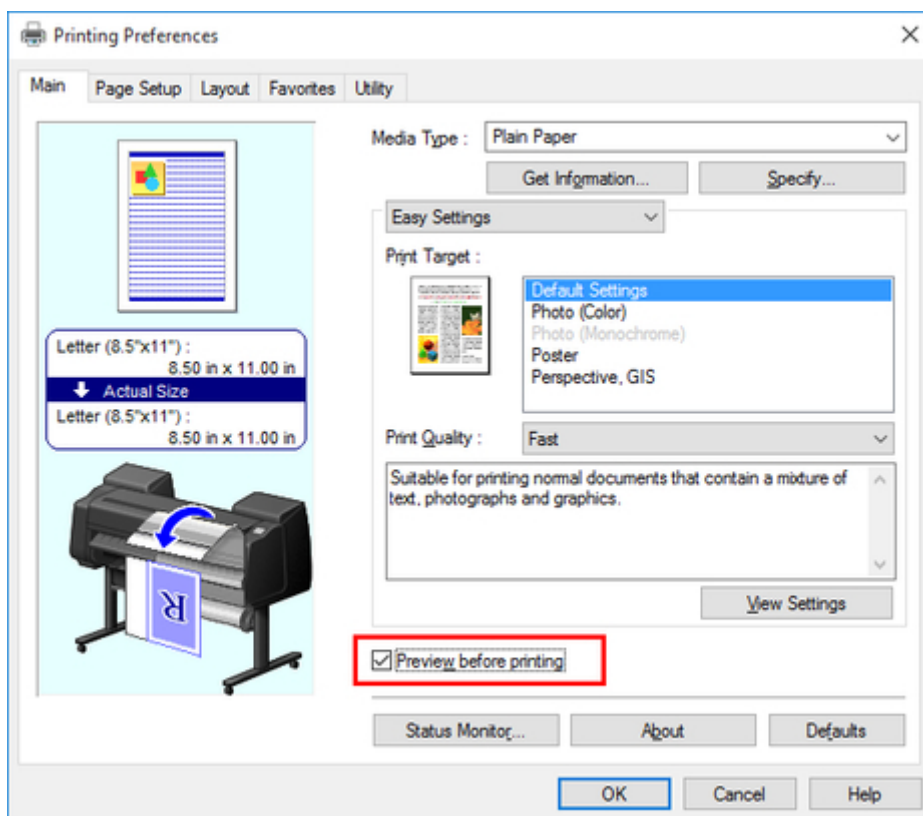 Printing Preferences
Main Page Setup Layout Favorites Utility
Media Type : Plain Paper
Get Information... Specify...
Easy Settings
Print Target :
Default Settings
Photo (Color)
Photo (Monochrome)
Poster
Perspective, GIS
Letter (8.5"x11") :
8.50 in x 11.00 in
Actual Size
Letter (8.5"x11") :
8.50 in x 11.00 in
R
Print Quality : Fast
Suitable for printing normal documents that contain a mixture of
text, photographs and graphics.
View Settings
Preview before printing
Status Monitor... About Defaults
OK Cancel Help